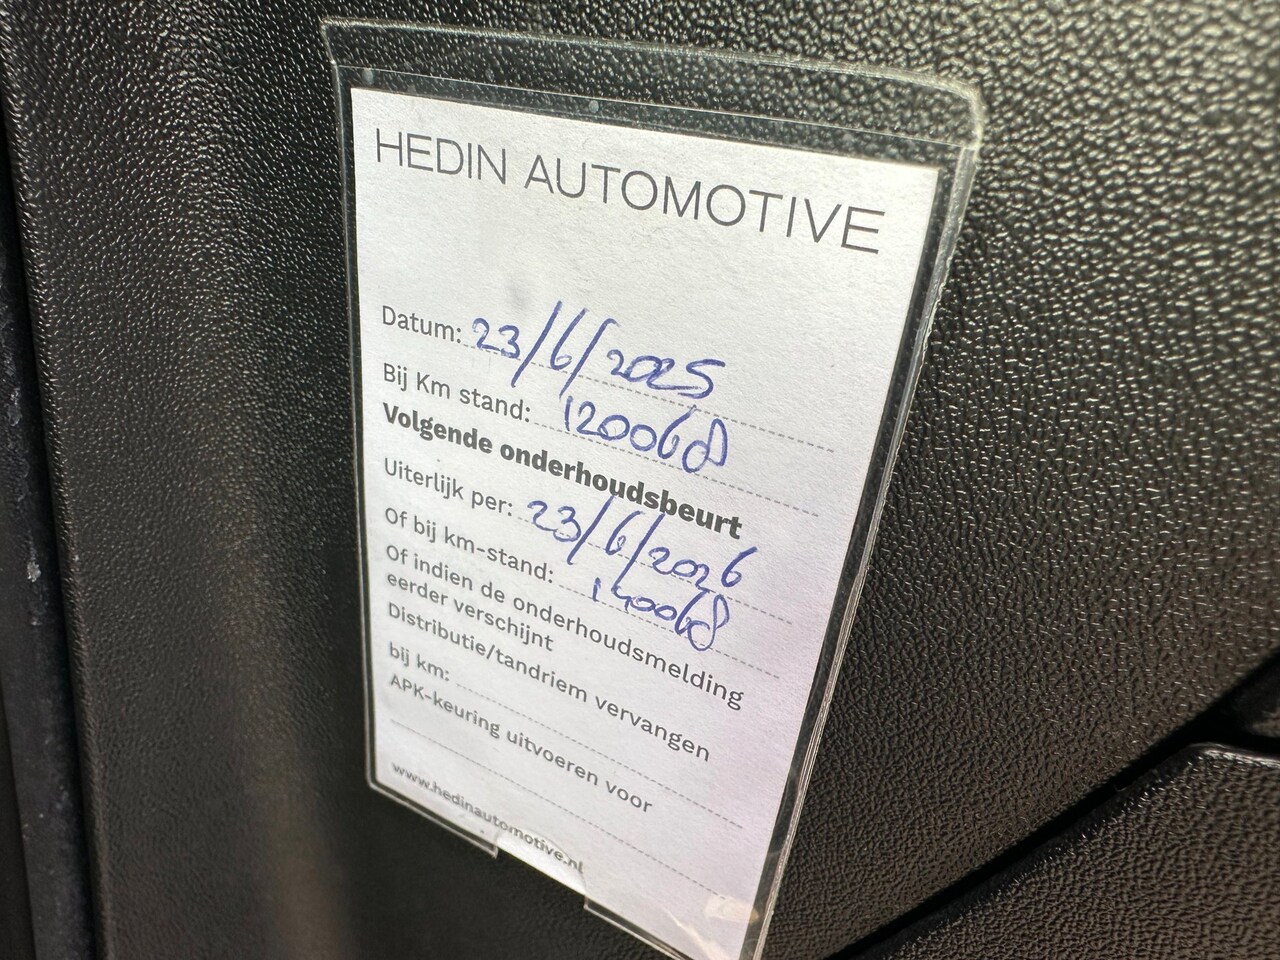 HEDIN AUTOMOTIVE
Datum: 23/6/2025
Bij Km stand: 120068
Volgende onderhoudsbeurt
Uiterlijk per: 23/6/2026
Of bij km-stand: 140068
Of indien de onderhoudsmelding
eerder verschijnt
Distributie/tandriem vervangen
bij km:
APK-keuring uitvoeren voor
www.hedinautomotive.nl